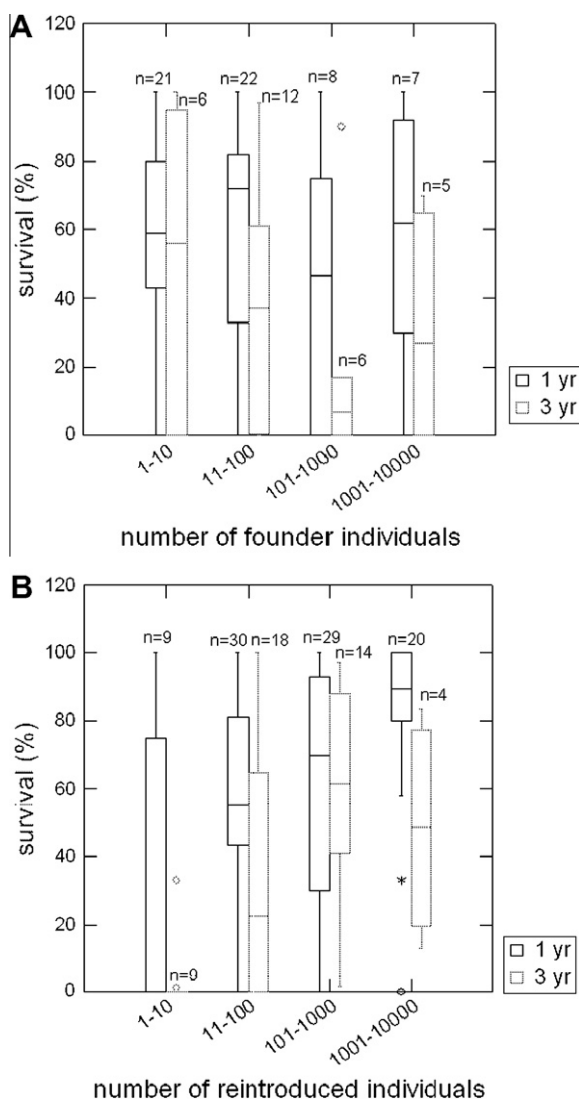 A
120
n=21
n=22
n=8
n=7
100
n=6
n=12
80
n=5
60
40
n=6
20
0
survival (%)
1-10
11-100
101-1000
1001-10000
number of founder individuals
1 yr
3 yr
B
120
n=9
n=30
n=18
n=29
n=14
n=20
100
n=4
80
60
40
20
n=9
0
survival (%)
1-10
11-100
101-1000
1001-10000
number of reintroduced individuals
1 yr
3 yr